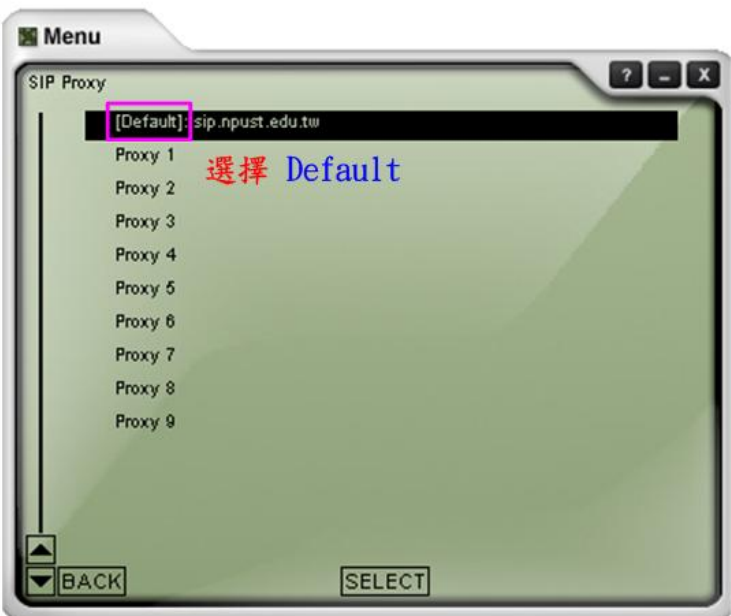 Menu
SIP Proxy
? - X
[Default]: sip.npust.edu.tw
Proxy 1
選擇 Default
Proxy 2
Proxy 3
Proxy 4
Proxy 5
Proxy 6
Proxy 7
Proxy 8
Proxy 9
BACK
SELECT